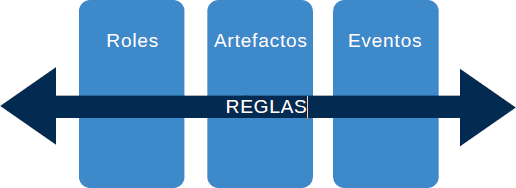 Roles
Artefactos
Eventos
REGLAS